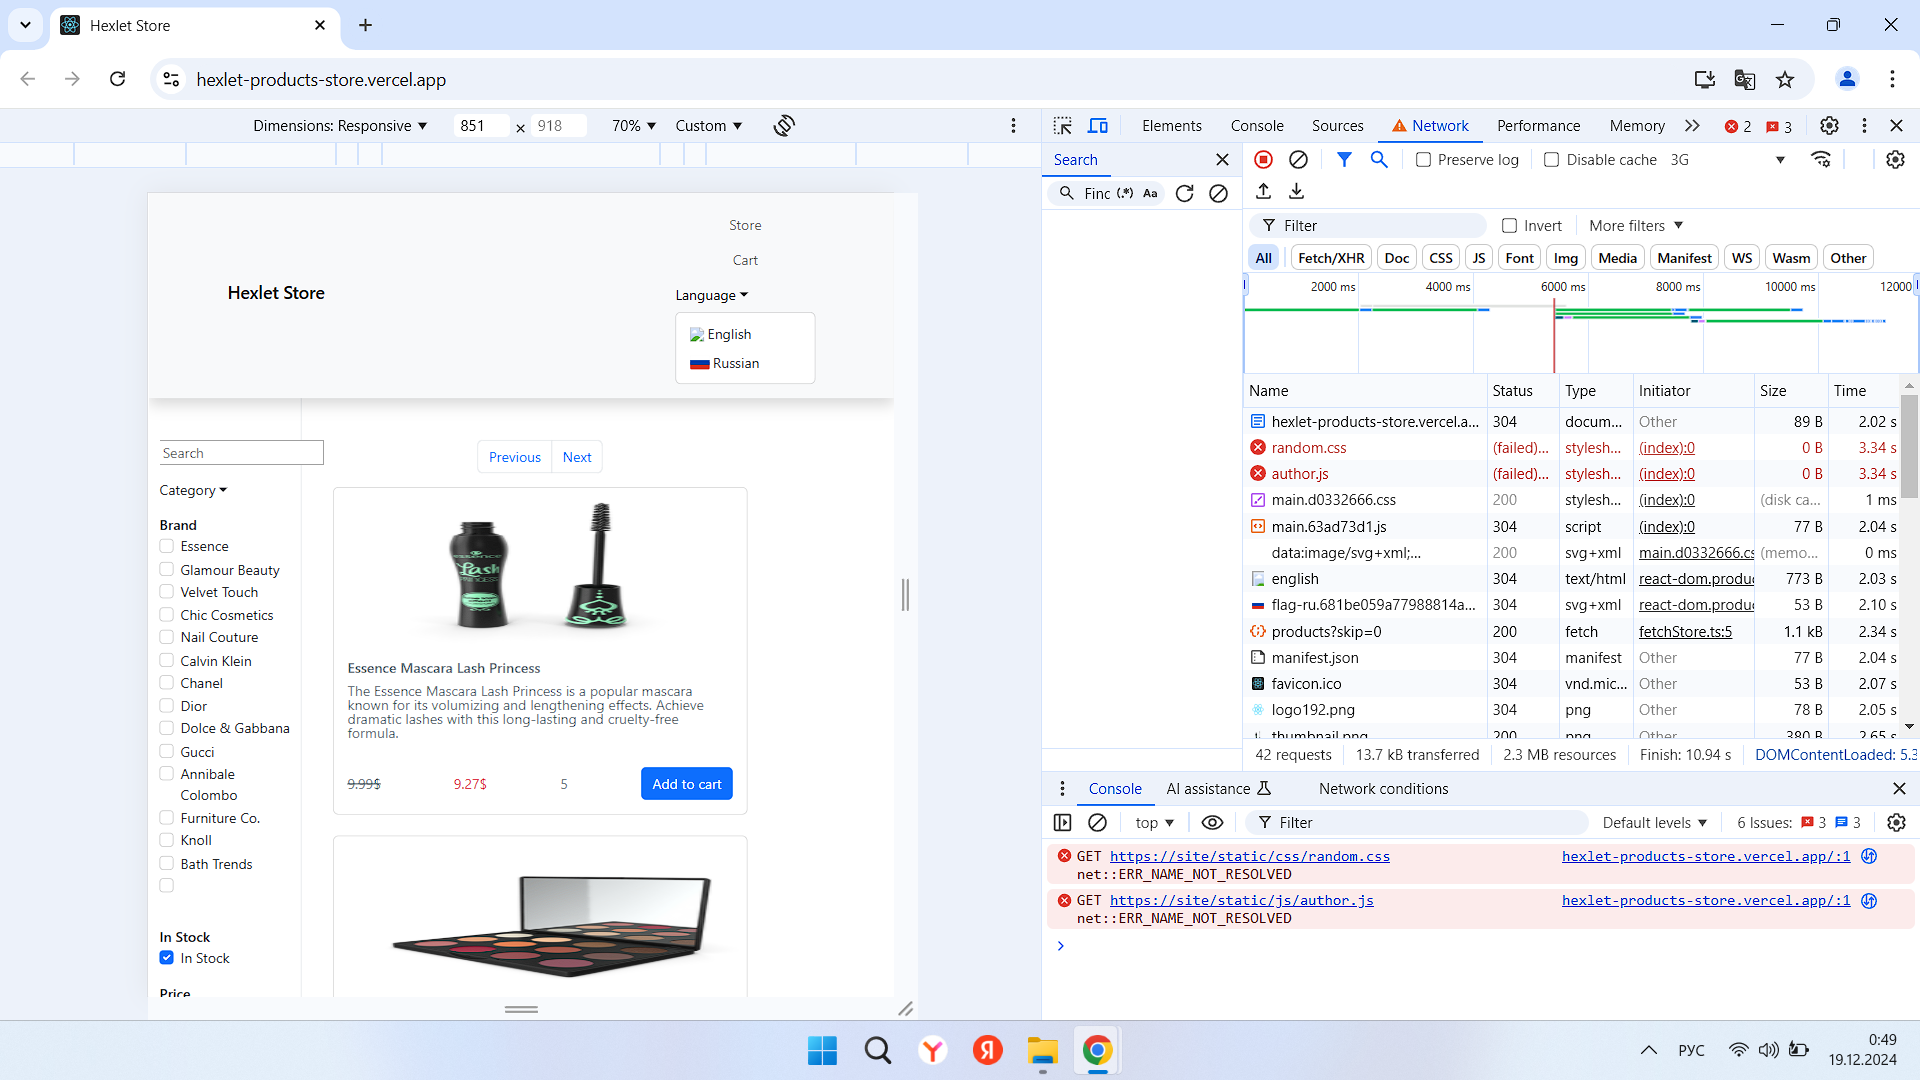 Hexlet Store
hexlet-products-store.vercel.app
Dimensions: Responsive 851 × 918 70% Custom
Elements Console Sources Network Performance Memory 2 3
Search
Finc (.*) Aa
Preserve log Disable cache 3G
Filter Invert More filters
All Fetch/XHR Doc CSS JS Font Img Media Manifest WS Wasm Other
2000 ms 4000 ms 6000 ms 8000 ms 10000 ms 12000
Name Status Type Initiator Size Time
hexlet-products-store.vercel.a... 304 docum... Other 89 B 2.02 s
random.css (failed)... stylesh... (index):0 0 B 3.34 s
author.js (failed)... stylesh... (index):0 0 B 3.34 s
main.d0332666.css 200 stylesh... (index):0 (disk ca... 1 ms
main.63ad73d1.js 304 script (index):0 77 B 2.04 s
data:image/svg+xml;... 200 svg+xml main.d0332666.cs (memo... 0 ms
english 304 text/html react-dom.produc 773 B 2.03 s
flag-ru.681be059a77988814a... 304 svg+xml react-dom.produc 53 B 2.10 s
products?skip=0 200 fetch fetchStore.ts:5 1.1 kB 2.34 s
manifest.json 304 manifest Other 77 B 2.04 s
favicon.ico 304 vnd.mic... Other 53 B 2.07 s
logo192.png 304 png Other 78 B 2.05 s
thumbnail.png 200 png Other 380 B 2.65 s
42 requests 13.7 kB transferred 2.3 MB resources Finish: 10.94 s DOMContentLoaded: 5.3
Console AI assistance Network conditions
top Filter Default levels 6 Issues: 3 3
GET https://site/static/css/random.css hexlet-products-store.vercel.app/:1
net::ERR_NAME_NOT_RESOLVED
GET https://site/static/js/author.js hexlet-products-store.vercel.app/:1
net::ERR_NAME_NOT_RESOLVED
Store
Cart
Hexlet Store
Language
English
Russian
Search
Category
Brand
Essence
Glamour Beauty
Velvet Touch
Chic Cosmetics
Nail Couture
Calvin Klein
Chanel
Dior
Dolce & Gabbana
Gucci
Annibale
Colombo
Furniture Co.
Knoll
Bath Trends
In Stock
In Stock
Price
Previous Next
essence
Lash
Essence Mascara Lash Princess
The Essence Mascara Lash Princess is a popular mascara
known for its volumizing and lengthening effects. Achieve
dramatic lashes with this long-lasting and cruelty-free
formula.
9.99$ 9.27$ 5 Add to cart
РУС
0:49
19.12.2024